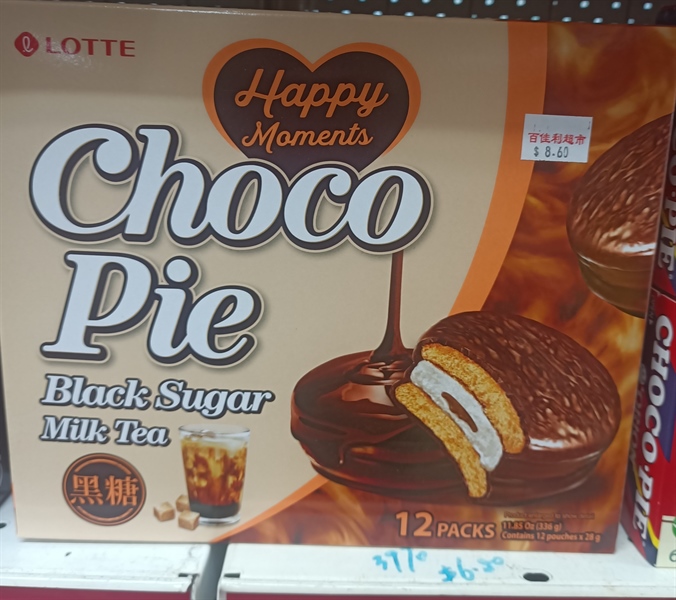 LOTTE
Happy
Moments
Choco
Pie
Black Sugar
Milk Tea
黑糖
百佳利超市
$ 8.60
12 PACKS
11.85 Oz (336 g)
Contains 12 pouches x 28 g
CHOCO·PIE
$6.80